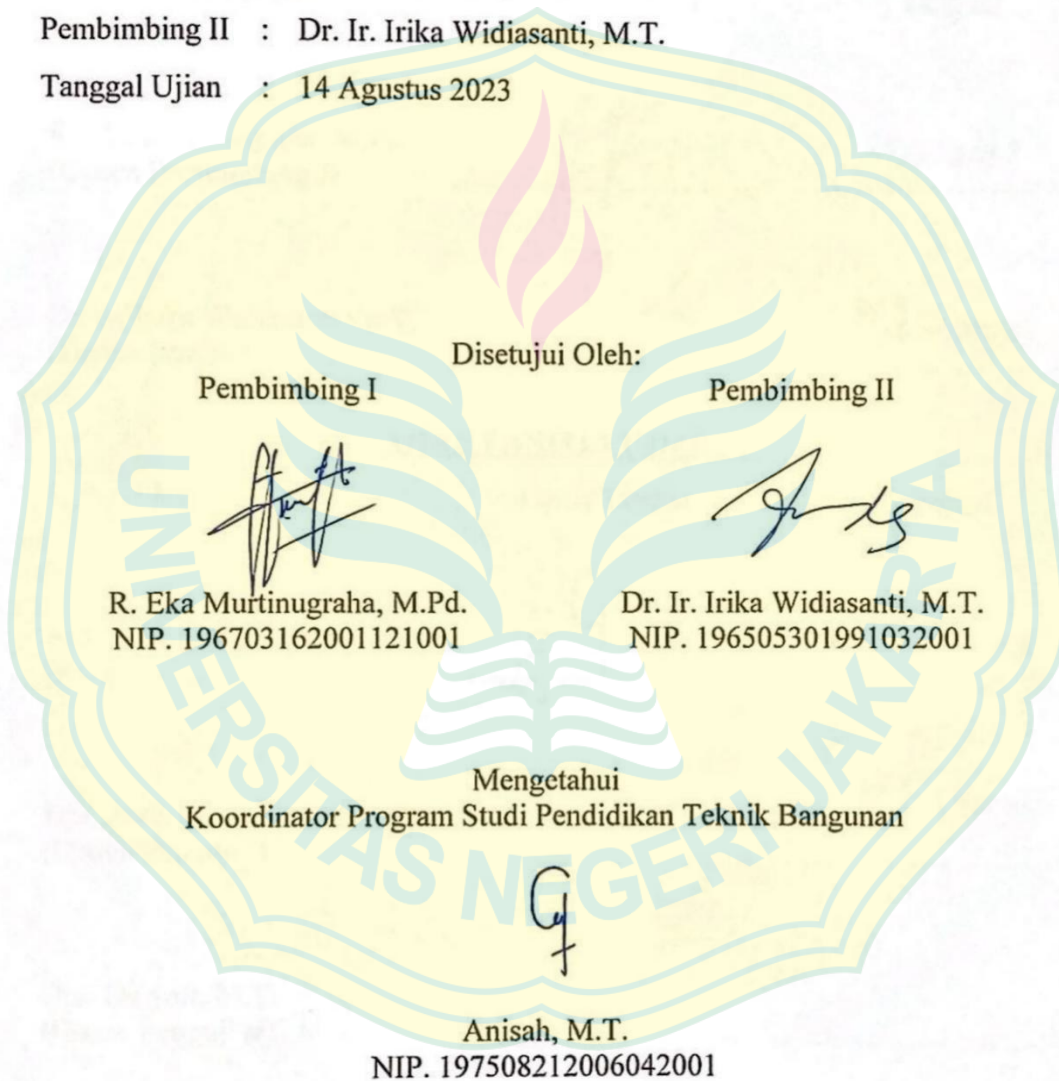 Pembimbing II : Dr. Ir. Irika Widiasanti, M.T.
Tanggal Ujian : 14 Agustus 2023
Disetujui Oleh:
Pembimbing I
Pembimbing II
R. Eka Murtinugraha, M.Pd.
NIP. 196703162001121001
Dr. Ir. Irika Widiasanti, M.T.
NIP. 196505301991032001
Mengetahui
Koordinator Program Studi Pendidikan Teknik Bangunan
Anisah, M.T.
NIP. 197508212006042001
UNIVERSITAS NEGERI JAKARTA